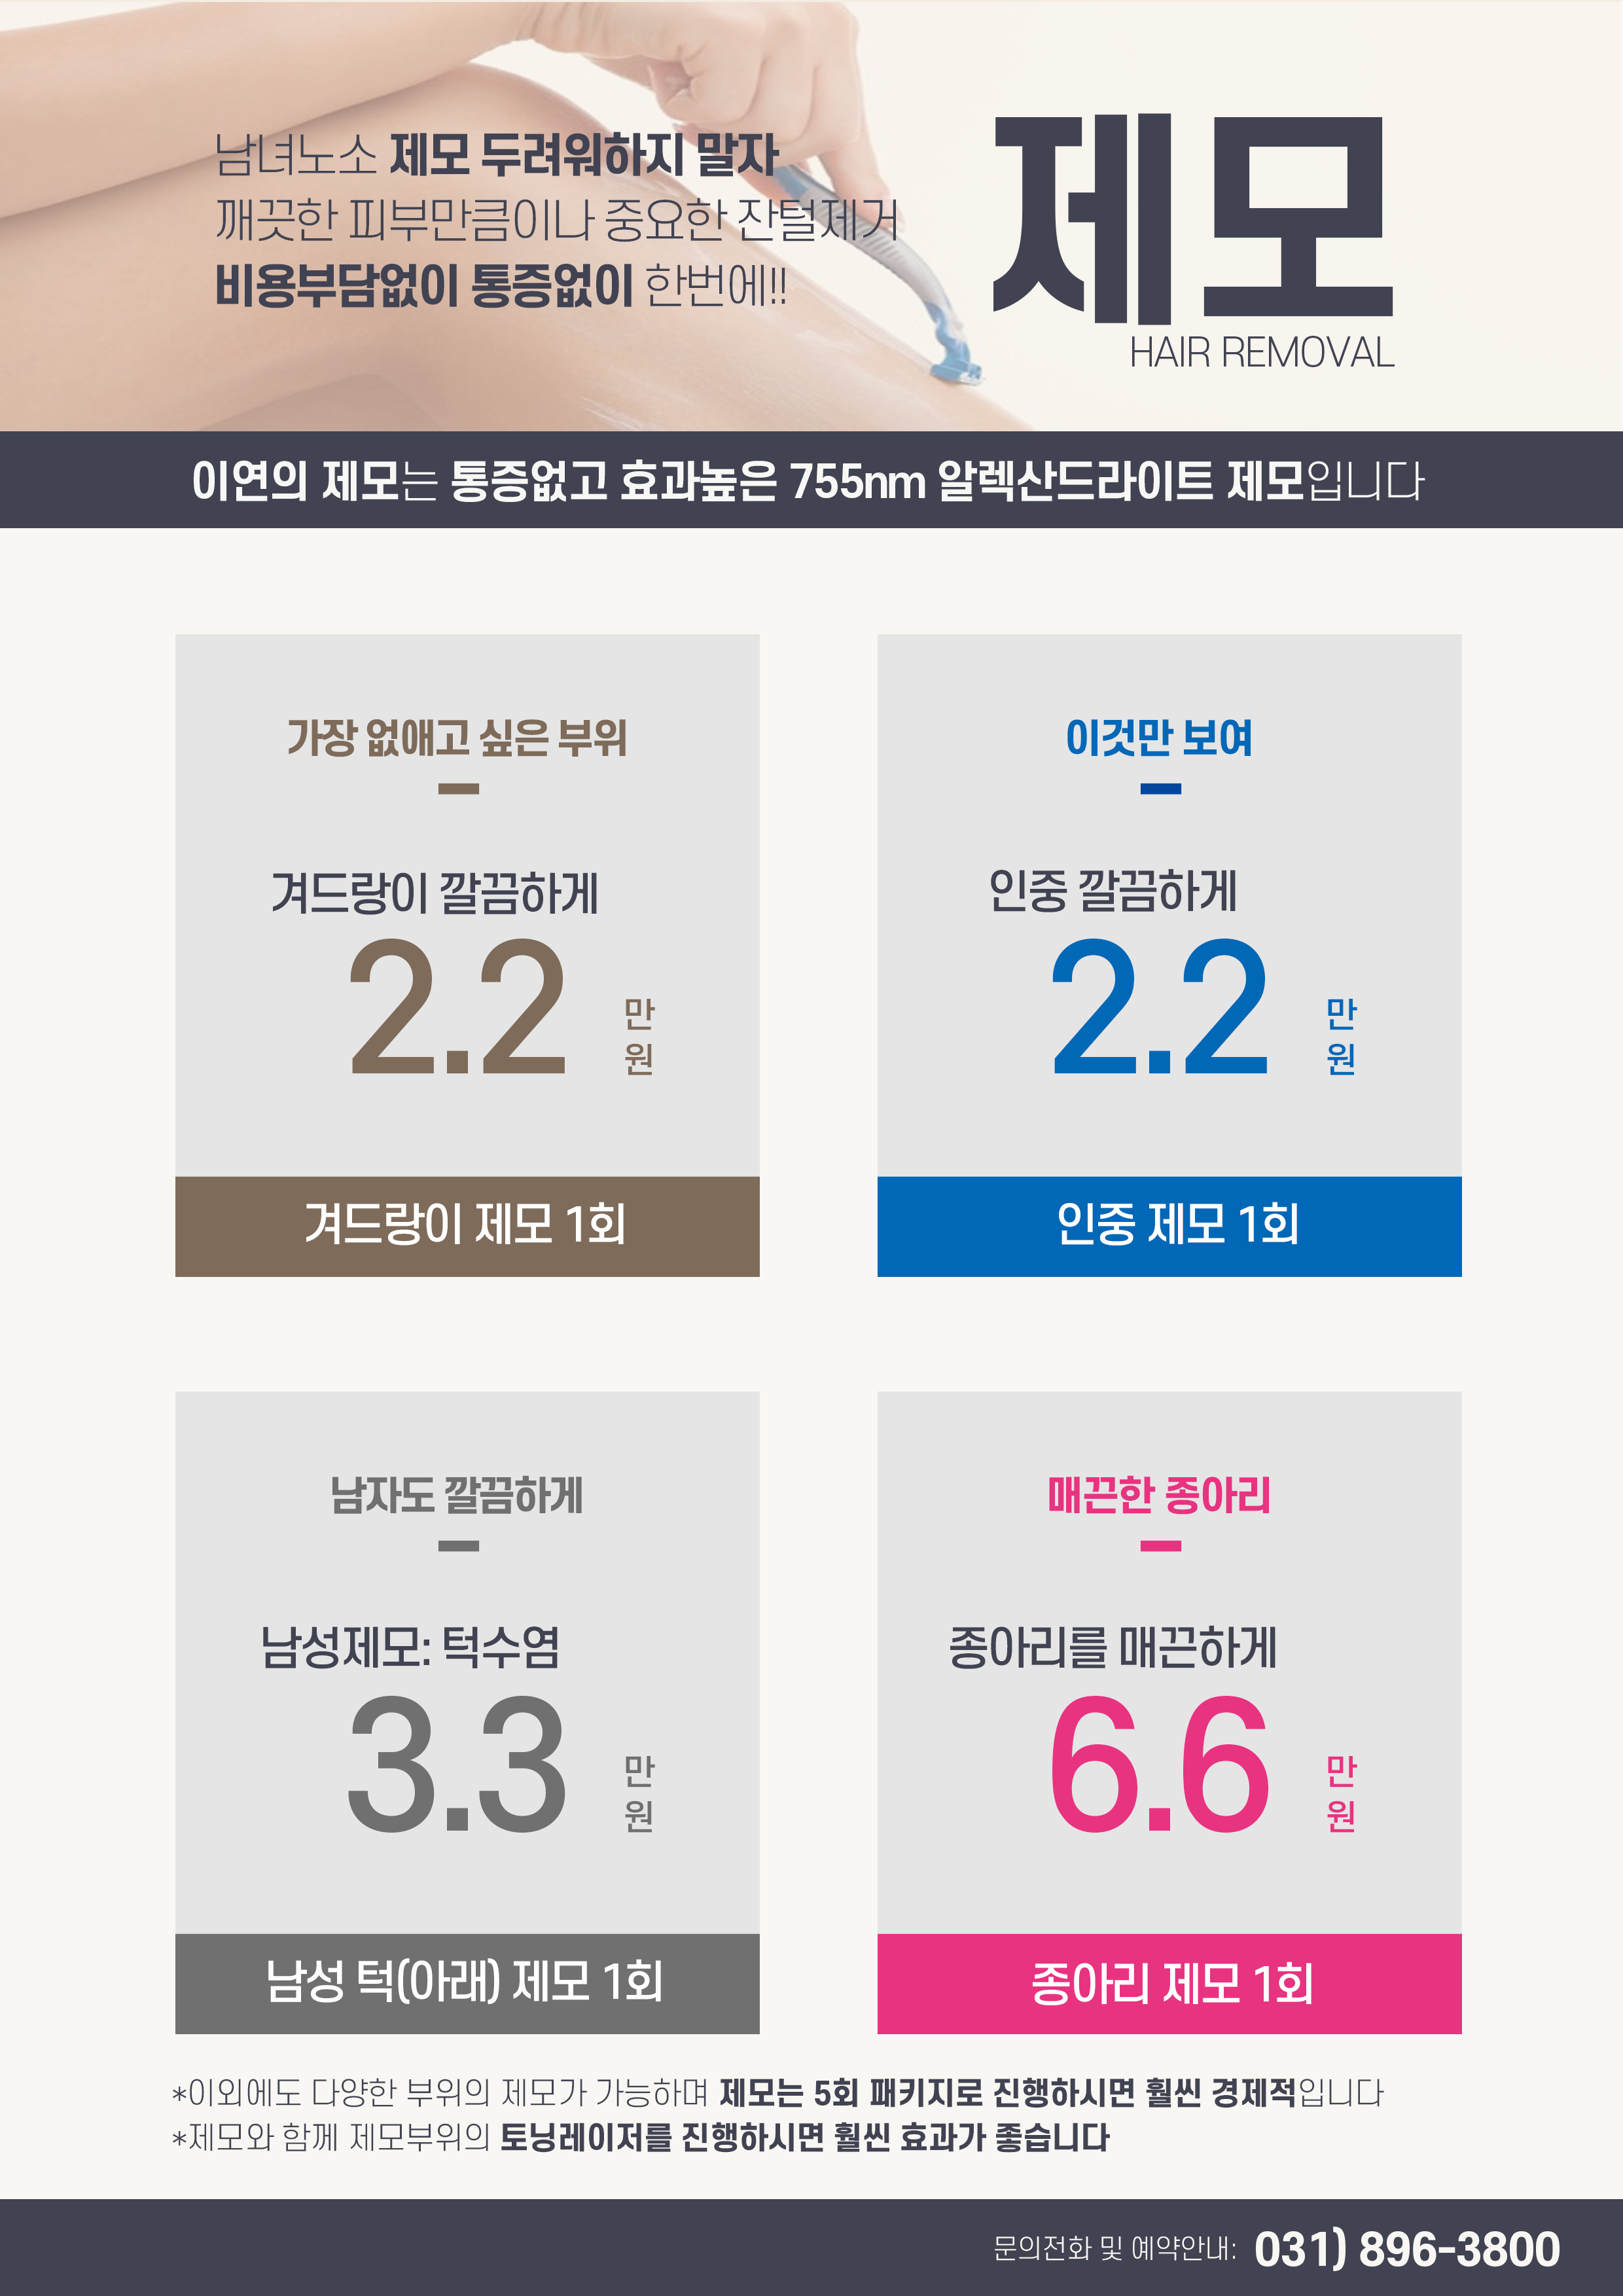 남녀노소 제모 두려워하지 말자
깨끗한 피부만큼이나 중요한 잔털제거
비용부담없이 통증없이 한번에!!
제모
HAIR REMOVAL
이연의 제모는 통증없고 효과높은 755nm 알렉산드라이트 제모입니다
가장 없애고 싶은 부위
겨드랑이 깔끔하게
2.2
만
원
겨드랑이 제모 1회
이것만 보여
인중 깔끔하게
2.2
만
원
인중 제모 1회
남자도 깔끔하게
남성제모: 턱수염
3.3
만
원
남성 턱(아래) 제모 1회
매끈한 종아리
종아리를 매끈하게
6.6
만
원
종아리 제모 1회
*이외에도 다양한 부위의 제모가 가능하며 제모는 5회 패키지로 진행하시면 훨씬 경제적입니다
*제모와 함께 제모부위의 토닝레이저를 진행하시면 훨씬 효과가 좋습니다
문의전화 및 예약안내: 031) 896-3800